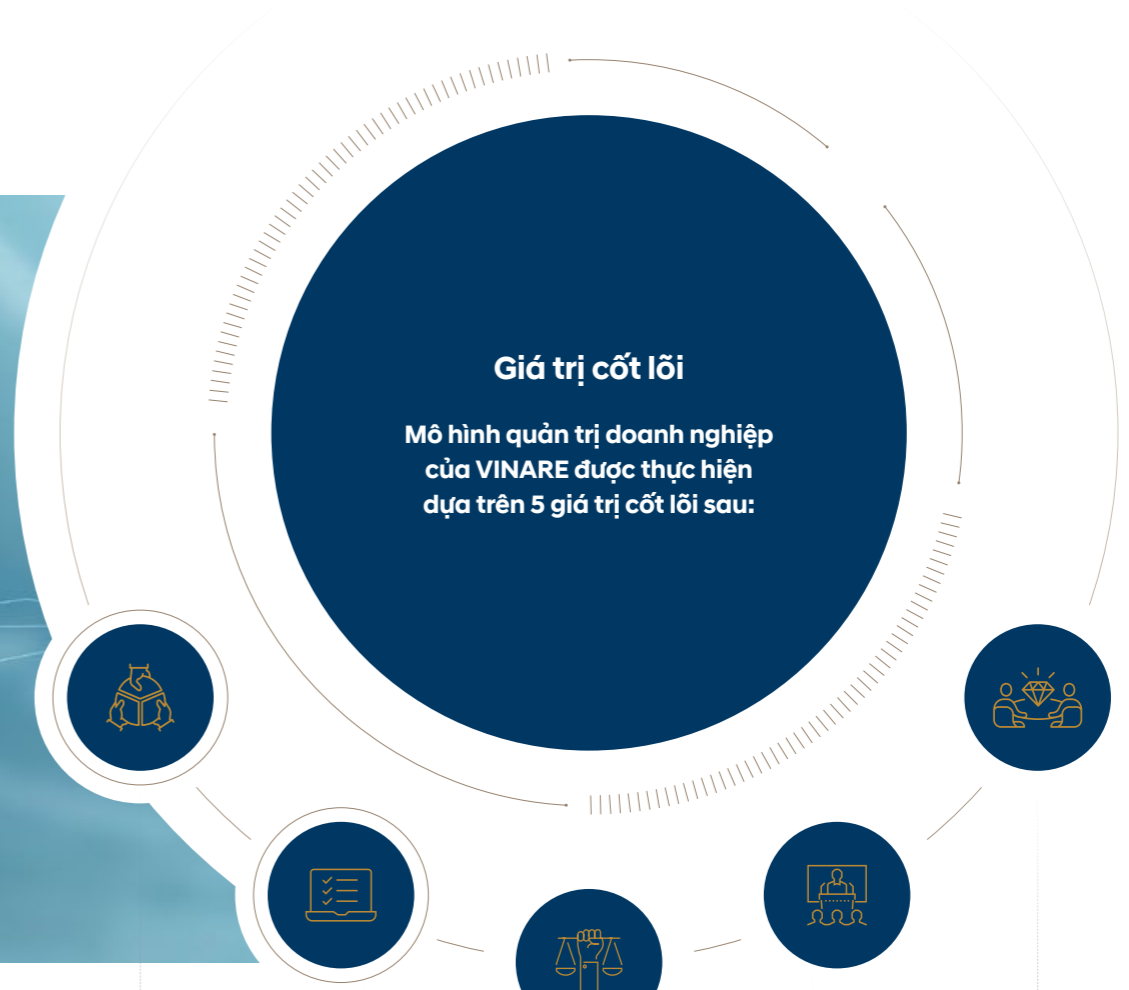 Giá trị cốt lõi
Mô hình quản trị doanh nghiệp
của VINARE được thực hiện
dựa trên 5 giá trị cốt lõi sau: